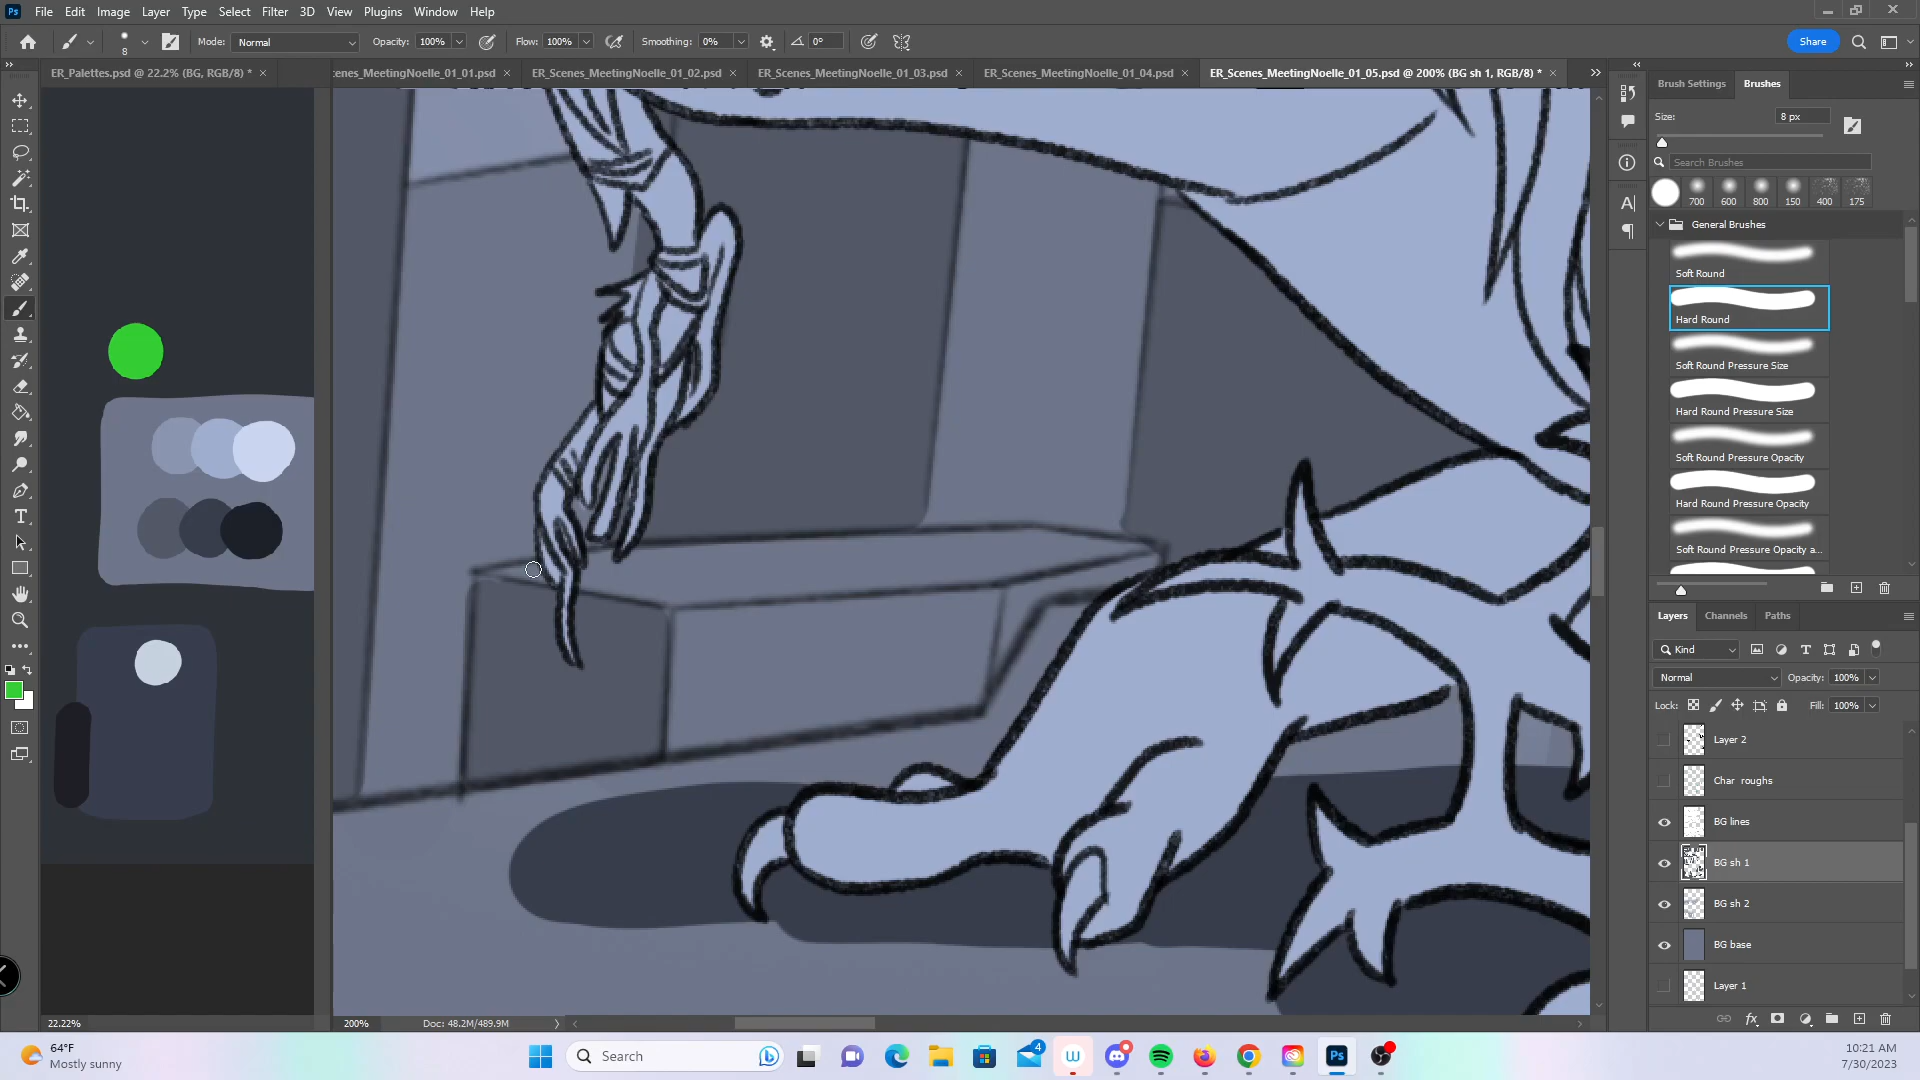 Ps File Edit Image Layer Type Select Filter 3D View Plugins Window Help
8 Mode: Normal Opacity: 100% Flow: 100% Smoothing: 0% 0° Share
ER_Palettes.psd @ 22.2% (BG, RGB/8) * cenes_MeetingNoelle_01_01.psd ER_Scenes_MeetingNoelle_01_02.psd ER_Scenes_MeetingNoelle_01_03.psd ER_Scenes_MeetingNoelle_01_04.psd ER_Scenes_MeetingNoelle_01_05.psd @ 200% (BG sh 1, RGB/8) *
Brush Settings Brushes
Size: 8 px
Search Brushes
700 600 800 150 400 175
General Brushes
Soft Round
Hard Round
Soft Round Pressure Size
Hard Round Pressure Size
Soft Round Pressure Opacity
Hard Round Pressure Opacity
Soft Round Pressure Opacity a...
Layers Channels Paths
Kind
Normal Opacity: 100%
Lock: Fill: 100%
Layer 2
Char roughs
BG lines
BG sh 1
BG sh 2
BG base
Layer 1
22.22% 200% Doc: 48.2M/489.9M
64°F
Mostly sunny
Search
4
Ps
10:21 AM
7/30/2023